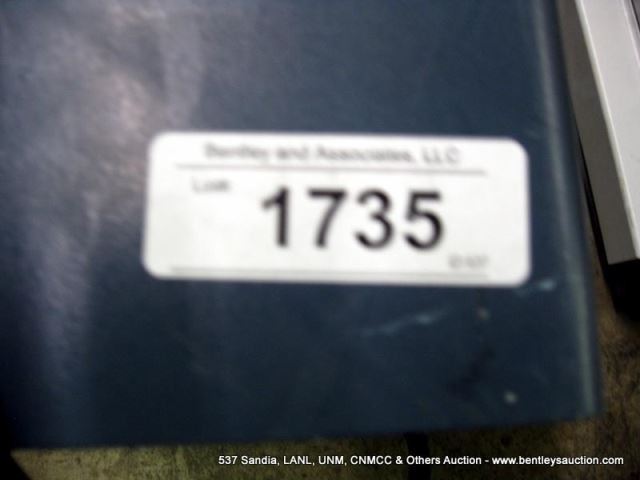 Bentley and Associates, LLC
Lot#
1735
537 Sandia, LANL, UNM, CNMCC & Others Auction - www.bentleysauction.com